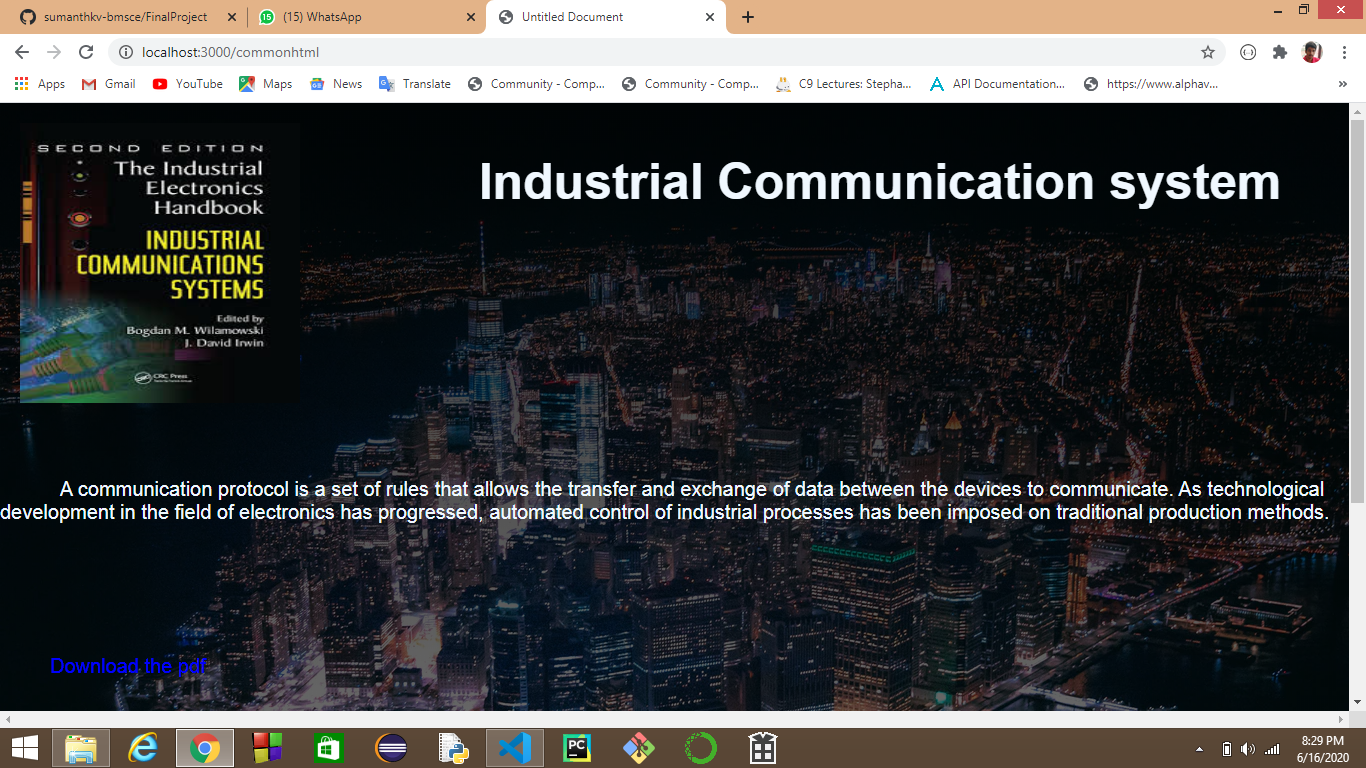 sumanthkv-bmsce/FinalProject
(15) WhatsApp
Untitled Document
localhost:3000/commonhtml
Apps
Gmail
YouTube
Maps
News
Translate
Community - Comp...
Community - Comp...
C9 Lectures: Stepha...
API Documentation...
https://www.alphav...
SECOND EDITION
The Industrial
Electronics
Handbook
INDUSTRIAL
COMMUNICATIONS
SYSTEMS
Edited by
Bogdan M. Wilamowski
J. David Irwin
CRC Press
Industrial Communication system
A communication protocol is a set of rules that allows the transfer and exchange of data between the devices to communicate. As technological
development in the field of electronics has progressed, automated control of industrial processes has been imposed on traditional production methods.
Download the pdf
PC
8:29 PM
6/16/2020